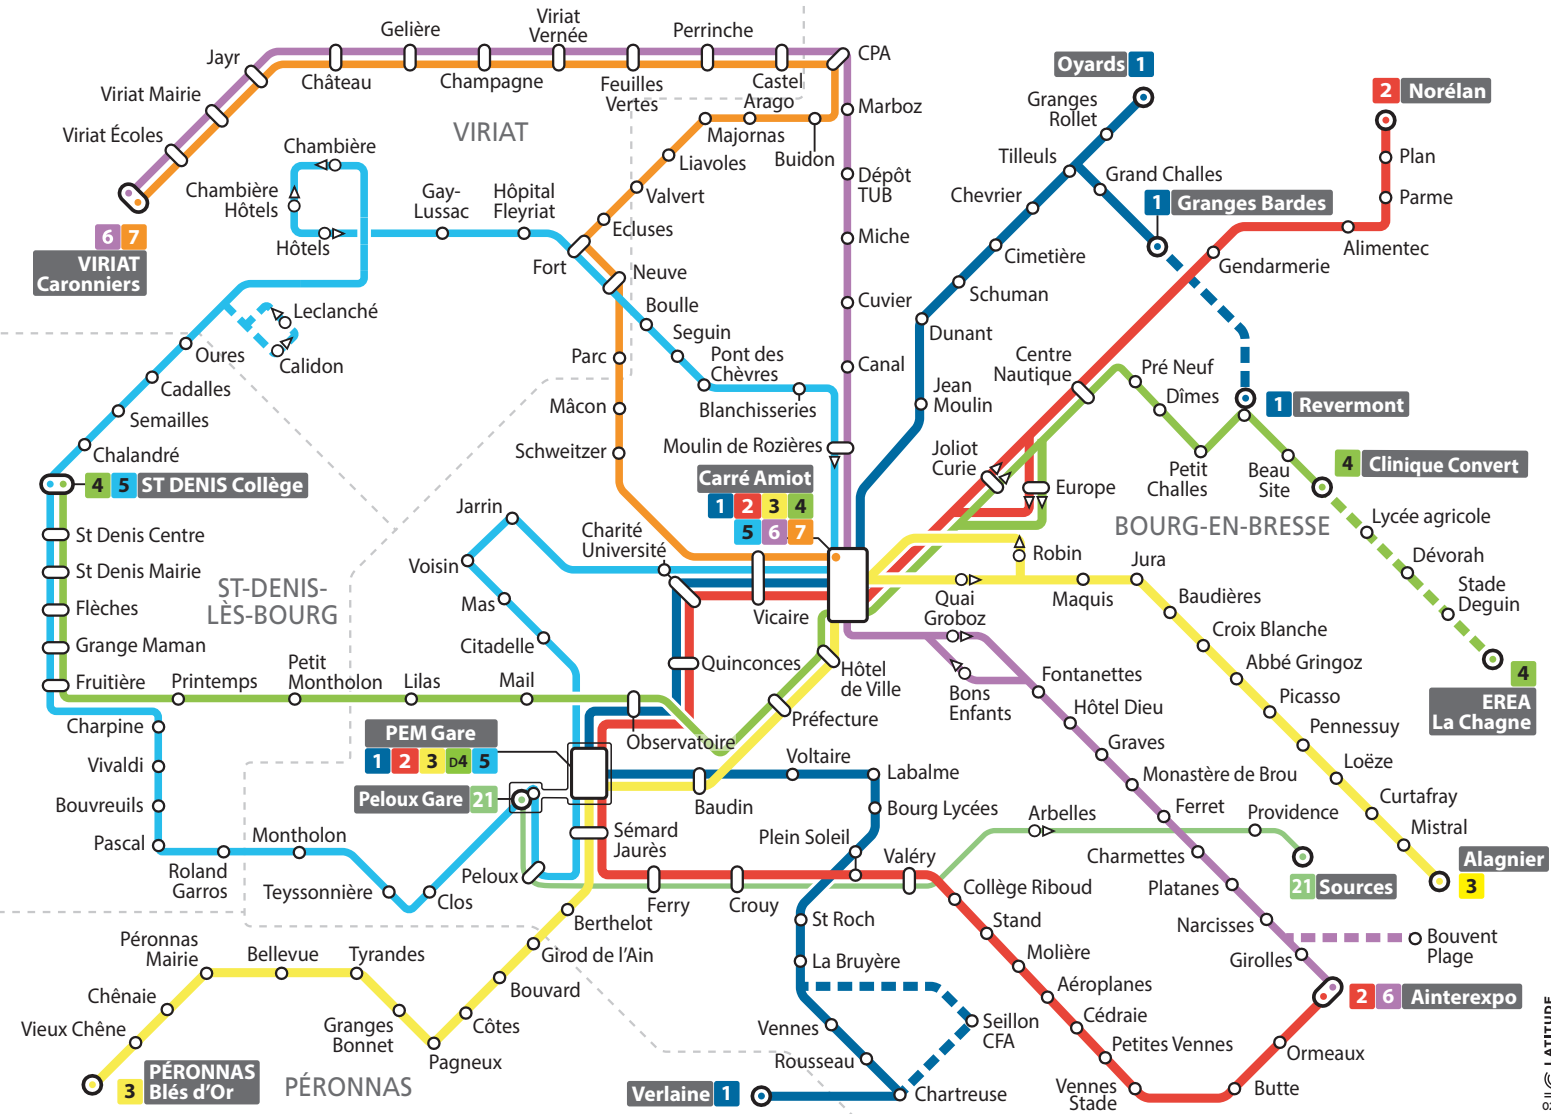 Jayr
Gelière
Viriat
Vernée
Perrinche
CPA
Château
Champagne
Feuilles
Vertes
Castel
Viriat Mairie
Viriat Écoles
6 7
VIRIAT
Caronniers
VIRIAT
Arago
Majornas
Buidon
Liavoles
Valvert
Ecluses
Marboz
Dépôt
TUB
Miche
Cuvier
Canal
Chambière
Chambière
Hôtels
Hôtels
Gay-
Lussac
Hôpital
Fleyriat
Fort
Neuve
Boulle
Seguin
Pont des
Chèvres
Blanchisseries
Moulin de Rozières
Parc
Mâcon
Schweitzer
Leclanché
Calidon
Oures
Cadalles
Semailles
Chalandré
4 5 ST DENIS Collège
St Denis Centre
St Denis Mairie
Flèches
Grange Maman
Fruitière
ST-DENIS-
LÈS-BOURG
Oyards 1
Granges
Rollet
Tilleuls
Grand Challes
1 Granges Bardes
Chevrier
Cimetière
Schuman
Dunant
Jean
Moulin
2 Norélan
Plan
Parme
Alimentec
Gendarmerie
Centre
Nautique
Pré Neuf
Dîmes
Petit
Challes
1 Revermont
Beau
Site
4 Clinique Convert
Lycée agricole
Dévorah
Stade
Deguin
4
EREA
La Chagne
Joliot
Curie
Europe
BOURG-EN-BRESSE
Carré Amiot
1 2 3 4
5 6 7
Jarrin
Voisin
Mas
Citadelle
Charité
Université
Vicaire
Quinconces
Robin
Quai
Groboz
Maquis
Jura
Baudières
Croix Blanche
Abbé Gringoz
Picasso
Pennessuy
Loëze
Curtafray
Mistral
Alagnier
3
Bons
Enfants
Fontanettes
Hôtel Dieu
Graves
Monastère de Brou
Ferret
Charmettes
Platanes
Narcisses
Girolles
Bouvent
Plage
2 6 Ainterexpo
Hôtel
de Ville
Préfecture
Observatoire
Printemps
Petit
Montholon
Lilas
Mail
Charpine
Vivaldi
Bouvreuils
Pascal
Roland
Garros
Montholon
Teyssonnière
Clos
PEM Gare
1 2 3 D4 5
Peloux Gare 21
Peloux
Sémard
Jaurès
Baudin
Voltaire
Labalme
Bourg Lycées
Plein Soleil
Valéry
Arbelles
Providence
21 Sources
Ferry
Crouy
St Roch
La Bruyère
Vennes
Rousseau
Seillon
CFA
Chartreuse
Verlaine 1
Collège Riboud
Stand
Molière
Aéroplanes
Cédraie
Petites Vennes
Vennes
Stade
Butte
Ormeaux
Berthelot
Girod de l'Ain
Bouvard
Côtes
Pagneux
Granges
Bonnet
Tyrandes
Bellevue
Péronnas
Mairie
Chênaie
Vieux Chêne
3 PÉRONNAS
Blés d'Or
PÉRONNAS
LATITUDE